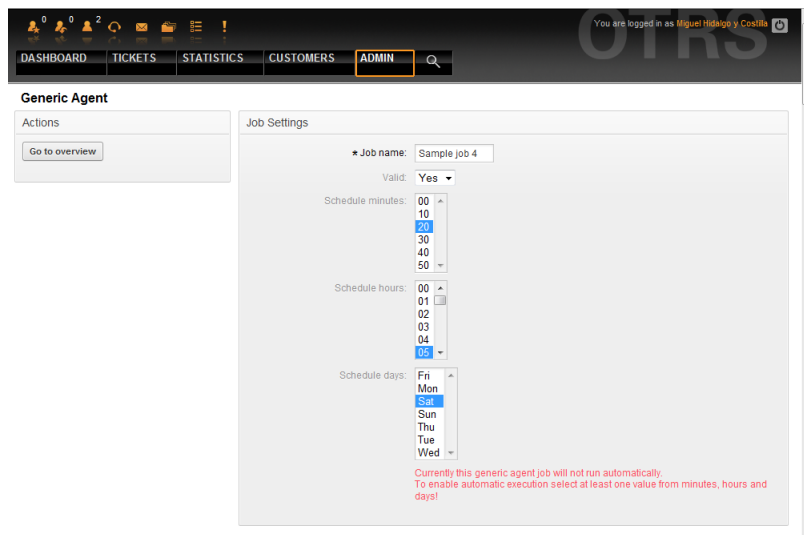 0 0 2
You are logged in as Miguel Hidalgo y Costilla
OTRS
DASHBOARD TICKETS STATISTICS CUSTOMERS ADMIN
Generic Agent
Actions
Go to overview
Job Settings
* Job name: Sample job 4
Valid: Yes
Schedule minutes: 00
10
20
30
40
50
Schedule hours: 00
01
02
03
04
05
Schedule days: Fri
Mon
Sat
Sun
Thu
Tue
Wed
Currently this generic agent job will not run automatically.
To enable automatic execution select at least one value from minutes, hours and
days!